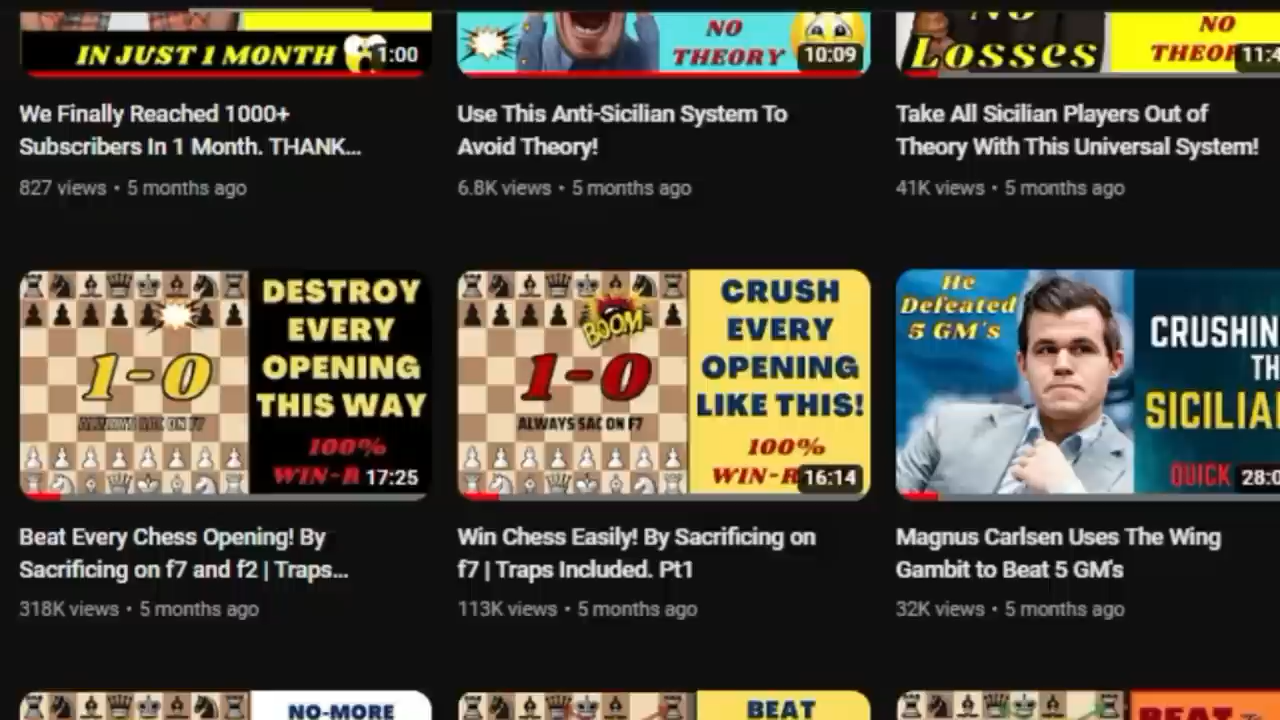 IN JUST 1 MONTH
1:00
NO
THEORY
10:09
NO
Losses
NO
We Finally Reached 1000+
Subscribers In 1 Month. THANK...
827 views • 5 months ago
Use This Anti-Sicilian System To
Avoid Theory!
6.8K views • 5 months ago
Take All Sicilian Players Out of
Theory With This Universal System!
41K views • 5 months ago
1-0
DESTROY
EVERY
OPENING
THIS WAY
100%
17:25
BOOM
1-0
ALWAYS SAC ON F7
CRUSH
EVERY
OPENING
LIKE THIS!
100%
16:14
He
Defeated
5 GM's
CRUSHIN
TH
SICILIA
QUICK
Beat Every Chess Opening! By
Sacrificing on f7 and f2 | Traps...
318K views • 5 months ago
Win Chess Easily! By Sacrificing on
f7 | Traps Included. Pt1
113K views • 5 months ago
Magnus Carlsen Uses The Wing
Gambit to Beat 5 GM's
32K views • 5 months ago
NO-MORE
BEAT
BEAT